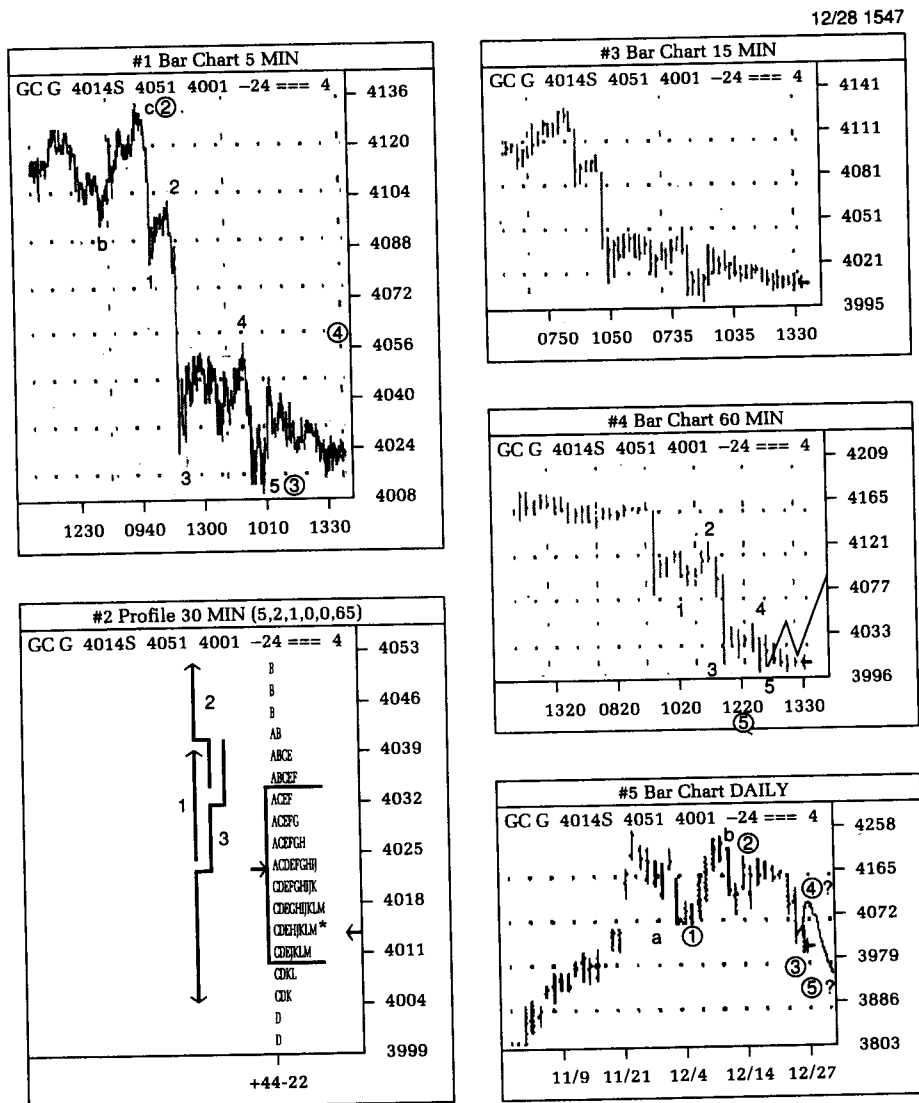 12/28 1547
#1 Bar Chart 5 MIN
GC G 4014S 4051 4001 −24 === 4
4136
4120
4104
4088
4072
4056
4040
4024
4008
c②
b
2
1
4
④
3
5③
1230 0940 1300 1010 1330
#3 Bar Chart 15 MIN
GC G 4014S 4051 4001 −24 === 4
4141
4111
4081
4051
4021
3995
0750 1050 0735 1035 1330
#4 Bar Chart 60 MIN
GC G 4014S 4051 4001 −24 === 4
4209
4165
4121
4077
4033
3996
2
1
4
3
5
1320 0820 1020 1220 1330
⑤
#2 Profile 30 MIN (5,2,1,0,0,65)
GC G 4014S 4051 4001 −24 === 4
4053
4046
4039
4032
4025
4018
4011
4004
3999
2
1
3
B
B
B
AB
ABCE
ABCEF
ACEF
ACEFG
ACEFGH
ACDEFGHIJ
CDEFGHIJK
CDEGHIJKLM
CDEHJKLM*
CDEJKLM
CDKL
CDK
D
D
+44-22
#5 Bar Chart DAILY
GC G 4014S 4051 4001 −24 === 4
4258
4165
4072
3979
3886
3803
b
②
④?
a
①
③
⑤?
11/9 11/21 12/4 12/14 12/27